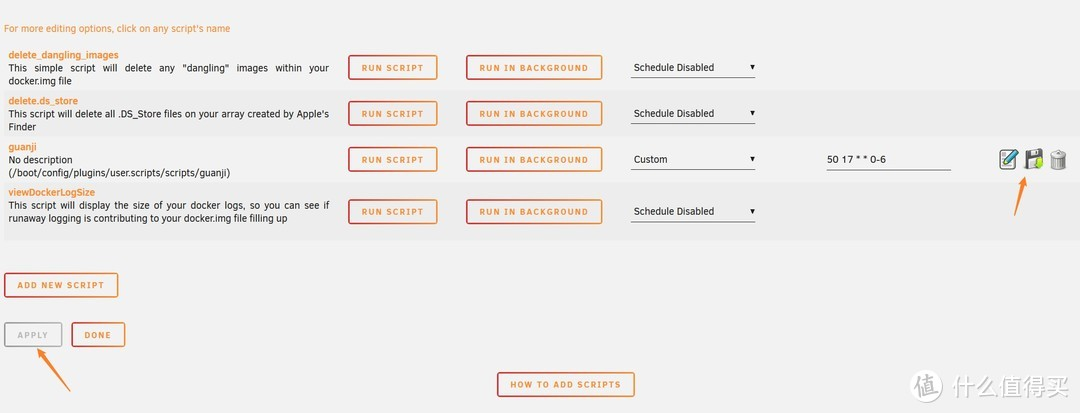 For more editing options, click on any script's name
delete_dangling_images
This simple script will delete any "dangling" images within your
docker.img file
RUN SCRIPT
RUN IN BACKGROUND
Schedule Disabled
delete.ds_store
This script will delete all .DS_Store files on your array created by Apple's
Finder
RUN SCRIPT
RUN IN BACKGROUND
Schedule Disabled
guanji
No description
(/boot/config/plugins/user.scripts/scripts/guanji)
RUN SCRIPT
RUN IN BACKGROUND
Custom
50 17 * * 0-6
viewDockerLogSize
This script will display the size of your docker logs, so you can see if
runaway logging is contributing to your docker.img file filling up
RUN SCRIPT
RUN IN BACKGROUND
Schedule Disabled
ADD NEW SCRIPT
APPLY
DONE
HOW TO ADD SCRIPTS
值 什么值得买